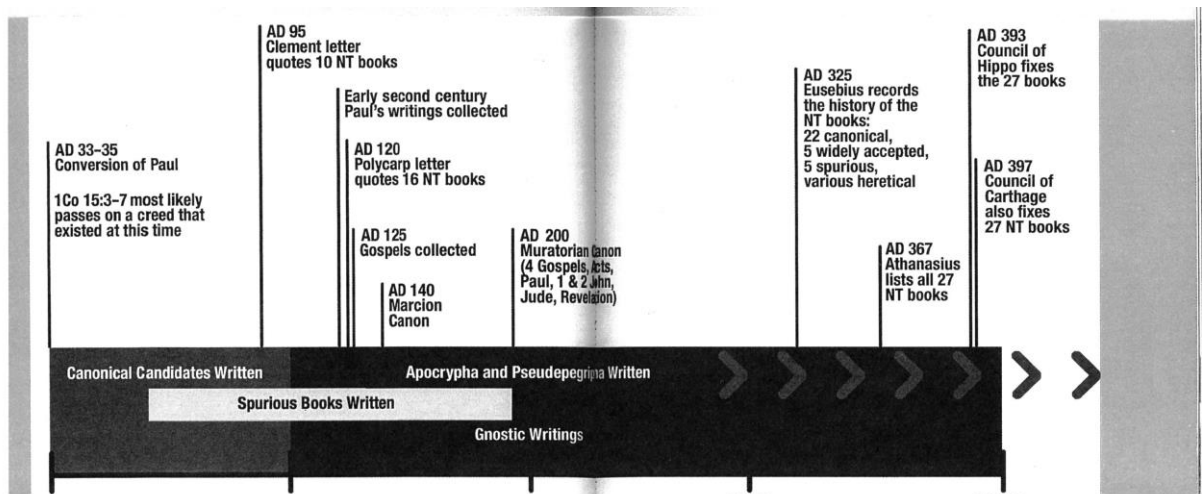 AD 33–35
Conversion of Paul
1Co 15:3–7 most likely
passes on a creed that
existed at this time
AD 95
Clement letter
quotes 10 NT books
Early second century
Paul's writings collected
AD 120
Polycarp letter
quotes 16 NT books
AD 125
Gospels collected
AD 140
Marcion
Canon
AD 200
Muratorian Canon
(4 Gospels, Acts,
Paul, 1 & 2 John,
Jude, Revelation)
AD 325
Eusebius records
the history of the
NT books:
22 canonical,
5 widely accepted,
5 spurious,
various heretical
AD 367
Athanasius
lists all 27
NT books
AD 393
Council of
Hippo fixes
the 27 books
AD 397
Council of
Carthage
also fixes
27 NT books
Canonical Candidates Written
Apocrypha and Pseudepegripha Written
Spurious Books Written
Gnostic Writings